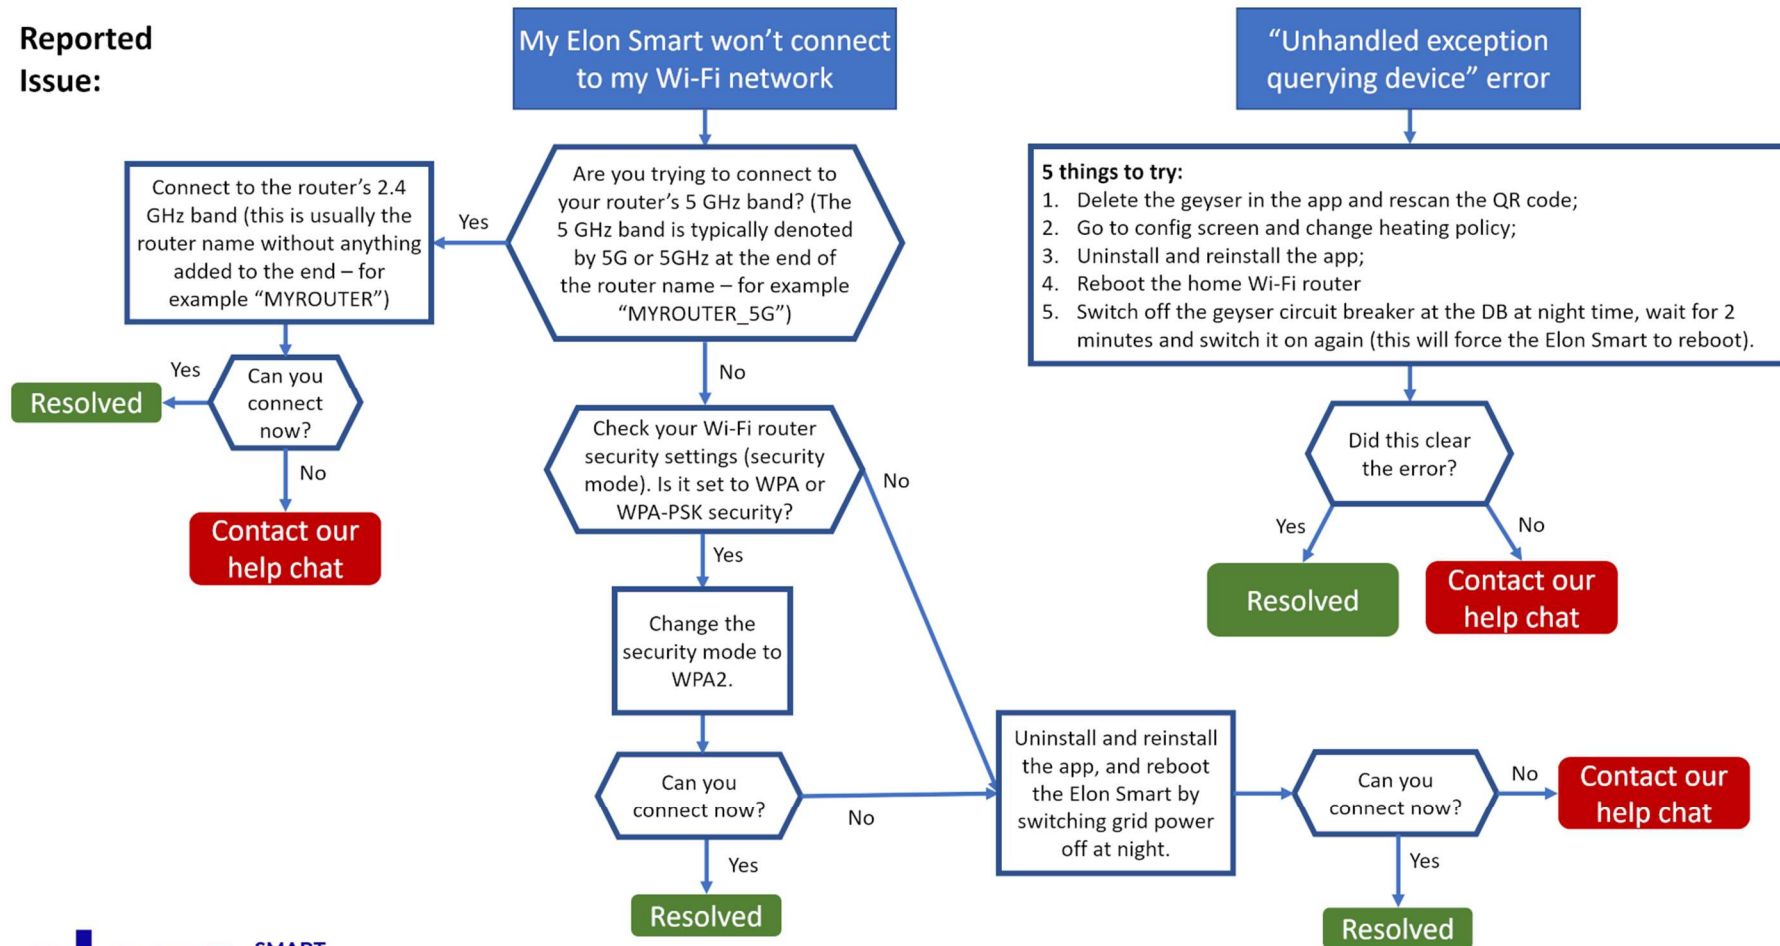 Reported
Issue:
My Elon Smart won't connect
to my Wi-Fi network
"Unhandled exception
querying device" error
Connect to the router's 2.4
GHz band (this is usually the
router name without anything
added to the end – for
example "MYROUTER")
Yes
Are you trying to connect to
your router's 5 GHz band? (The
5 GHz band is typically denoted
by 5G or 5GHz at the end of
the router name – for example
"MYROUTER_5G")
5 things to try:
1. Delete the geyser in the app and rescan the QR code;
2. Go to config screen and change heating policy;
3. Uninstall and reinstall the app;
4. Reboot the home Wi-Fi router
5. Switch off the geyser circuit breaker at the DB at night time, wait for 2
minutes and switch it on again (this will force the Elon Smart to reboot).
Yes
Resolved
Can you
connect
now?
No
Contact our
help chat
No
Check your Wi-Fi router
security settings (security
mode). Is it set to WPA or
WPA-PSK security?
No
Yes
Change the
security mode to
WPA2.
Can you
connect now?
No
Yes
Resolved
Did this clear
the error?
Yes
No
Resolved
Contact our
help chat
Uninstall and reinstall
the app, and reboot
the Elon Smart by
switching grid power
off at night.
Can you
connect now?
No
Contact our
help chat
Yes
Resolved
SMART